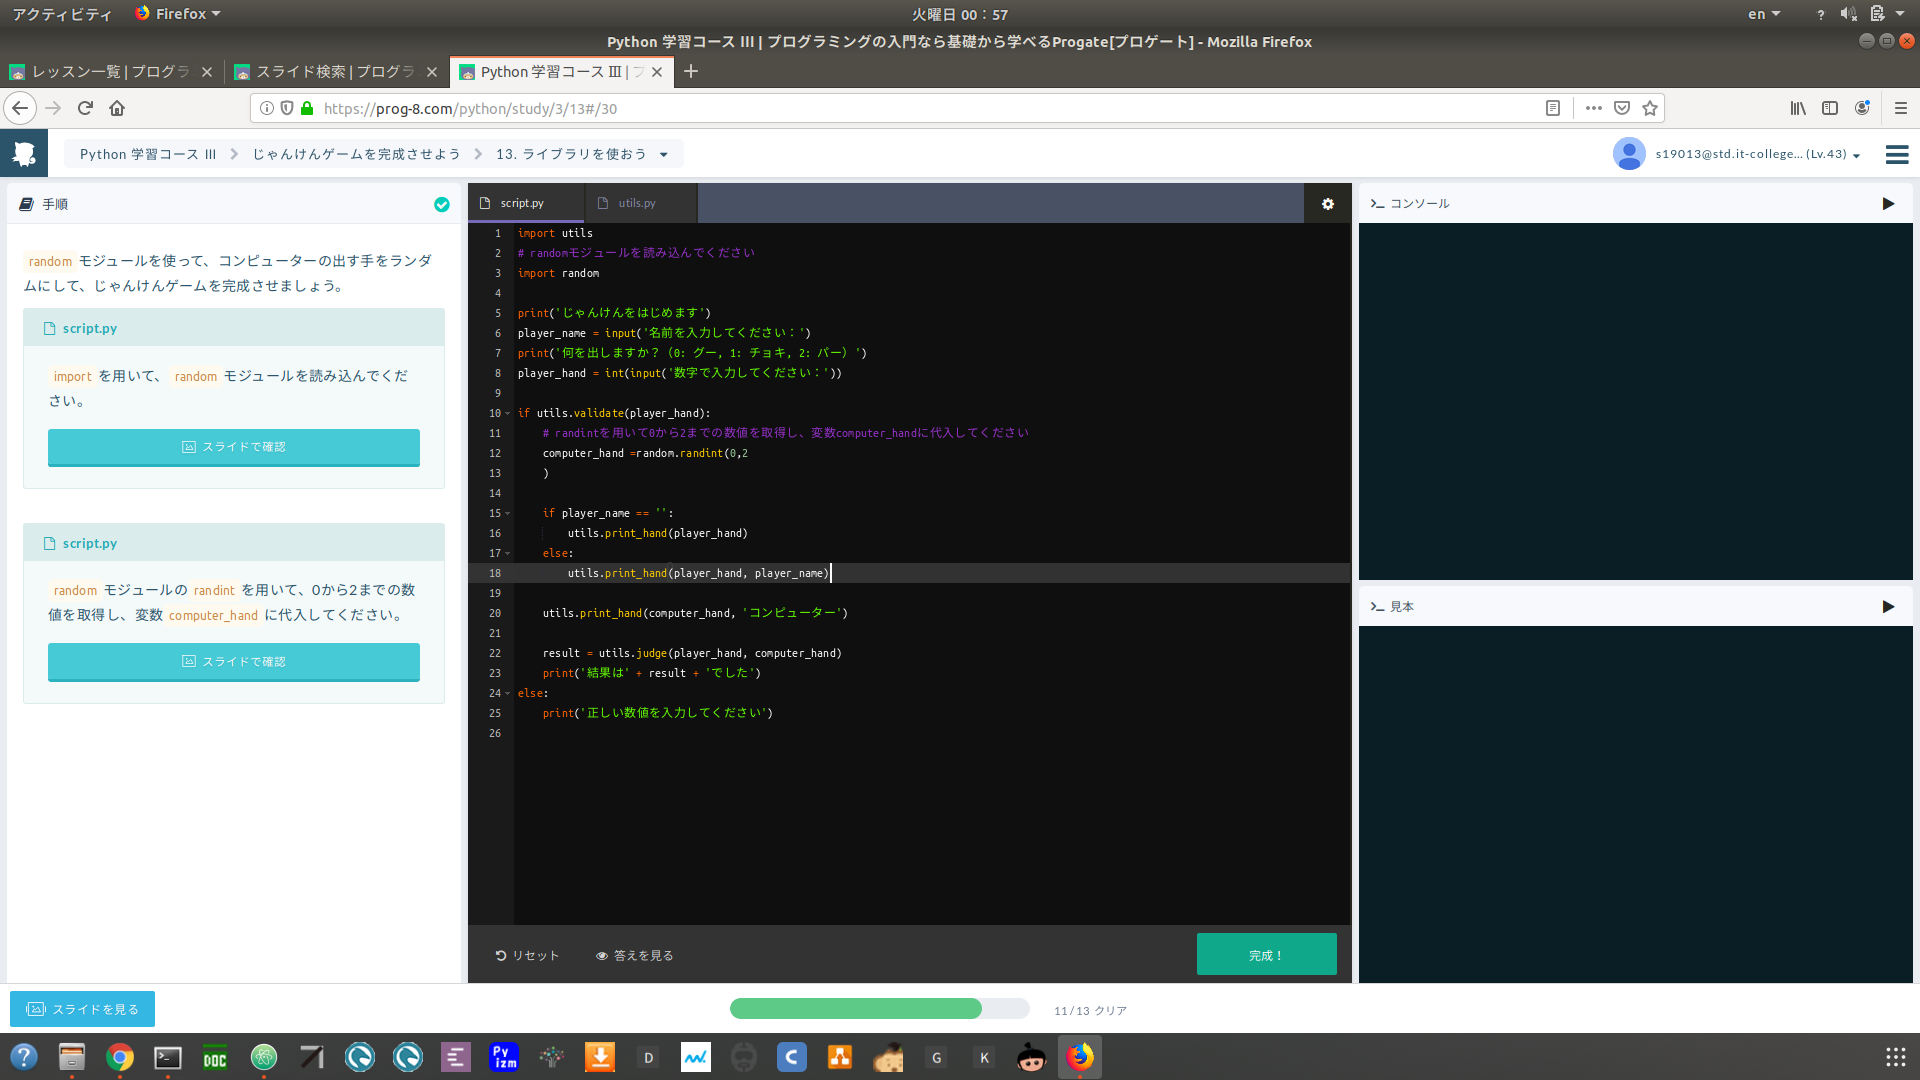 アクティビティ
Firefox
火曜日 00：57
en
Python 学習コース III | プログラミングの入門なら基礎から学べるProgate[プロゲート] - Mozilla Firefox
レッスン一覧 | プログラ
スライド検索 | プログラ
Python 学習コース III | プ
https://prog-8.com/python/study/3/13#/30
Python 学習コース III
じゃんけんゲームを完成させよう
13. ライブラリを使おう
s19013@std.it-college... (Lv.43)
手順
random モジュールを使って、コンピューターの出す手をランダ
ムにして、じゃんけんゲームを完成させましょう。
script.py
import を用いて、 random モジュールを読み込んでくだ
さい。
スライドで確認
script.py
random モジュールの randint を用いて、0から2までの数
値を取得し、変数 computer_hand に代入してください。
スライドで確認
script.py
utils.py
1 import utils
2 # randomモジュールを読み込んでください
3 import random
4
5 print('じゃんけんをはじめます')
6 player_name = input('名前を入力してください：')
7 print('何を出しますか？（0: グー, 1: チョキ, 2: パー）')
8 player_hand = int(input('数字で入力してください：'))
9
10 if utils.validate(player_hand):
11 # randintを用いて0から2までの数値を取得し、変数computer_handに代入してください
12 computer_hand =random.randint(0,2
13 )
14
15 if player_name == '':
16 utils.print_hand(player_hand)
17 else:
18 utils.print_hand(player_hand, player_name)
19
20 utils.print_hand(computer_hand, 'コンピューター')
21
22 result = utils.judge(player_hand, computer_hand)
23 print('結果は' + result + 'でした')
24 else:
25 print('正しい数値を入力してください')
26
リセット
答えを見る
完成！
コンソール
見本
スライドを見る
11/13 クリア
DOC
Py
izm
D
C
G
K